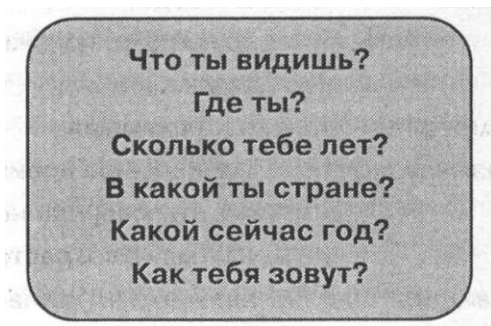 Что ты видишь?
Где ты?
Сколько тебе лет?
В какой ты стране?
Какой сейчас год?
Как тебя зовут?